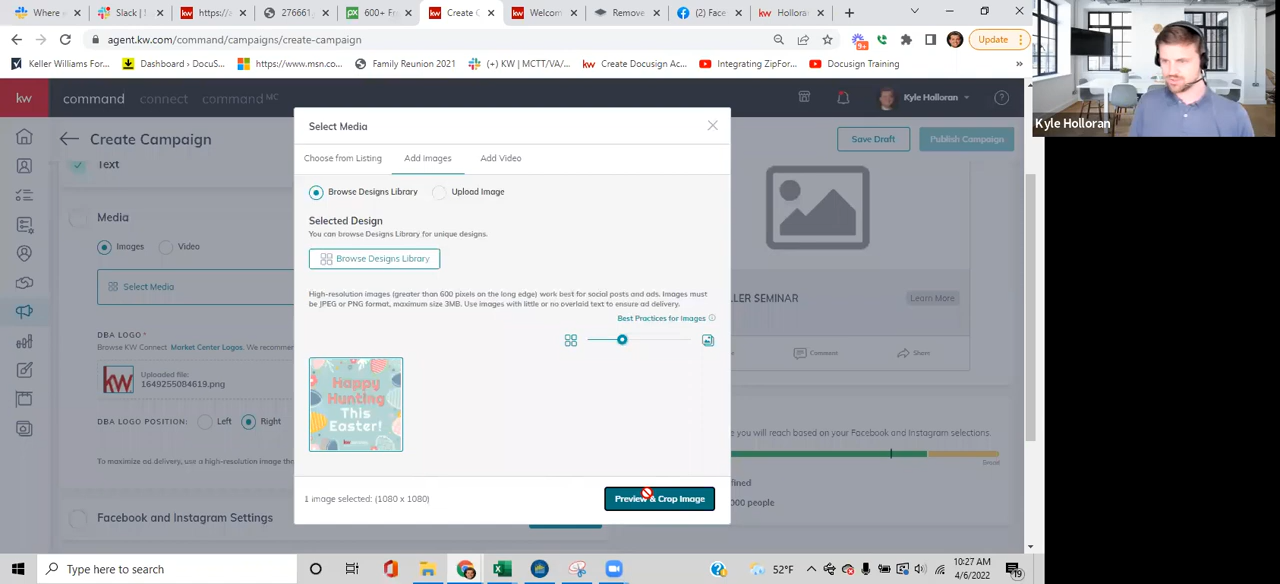 Where
Slack |
https://x
276661
600+ Fr
Create C
Welcom
Remove
(2) Face
Holloran
agent.kw.com/command/campaigns/create-campaign
Update
Keller Williams For...
Dashboard › DocuS...
https://www.msn.co...
Family Reunion 2021
(+) KW | MCTT/VA/...
Create Docusign Ac...
Integrating ZipFor...
Docusign Training
»
kw
command
connect
command MC
Kyle Holloran
Create Campaign
Save Draft
Publish Campaign
Text
Media
Images
Video
Select Media
DBA LOGO *
Browse KW Connect Market Center Logos. We recommen
Uploaded file:
1649255084619.png
DBA LOGO POSITION:
Left
Right
To maximize ad delivery, use a high-resolution image tha
Facebook and Instagram Settings
Select Media
Choose from Listing
Add Images
Add Video
Browse Designs Library
Upload Image
Selected Design
You can browse Designs Library for unique designs.
Browse Designs Library
High-resolution images (greater than 600 pixels on the long edge) work best for social posts and ads. Images must
be JPEG or PNG format, maximum size 3MB. Use images with little or no overlaid text to ensure ad delivery.
Best Practices for Images
Happy
Hunting
This
Easter!
kw
1 image selected: (1080 x 1080)
Preview & Crop Image
LLER SEMINAR
Learn More
Comment
Share
e you will reach based on your Facebook and Instagram selections.
Broad
fined
000 people
Kyle Holloran
Type here to search
52°F
10:27 AM
4/6/2022
19